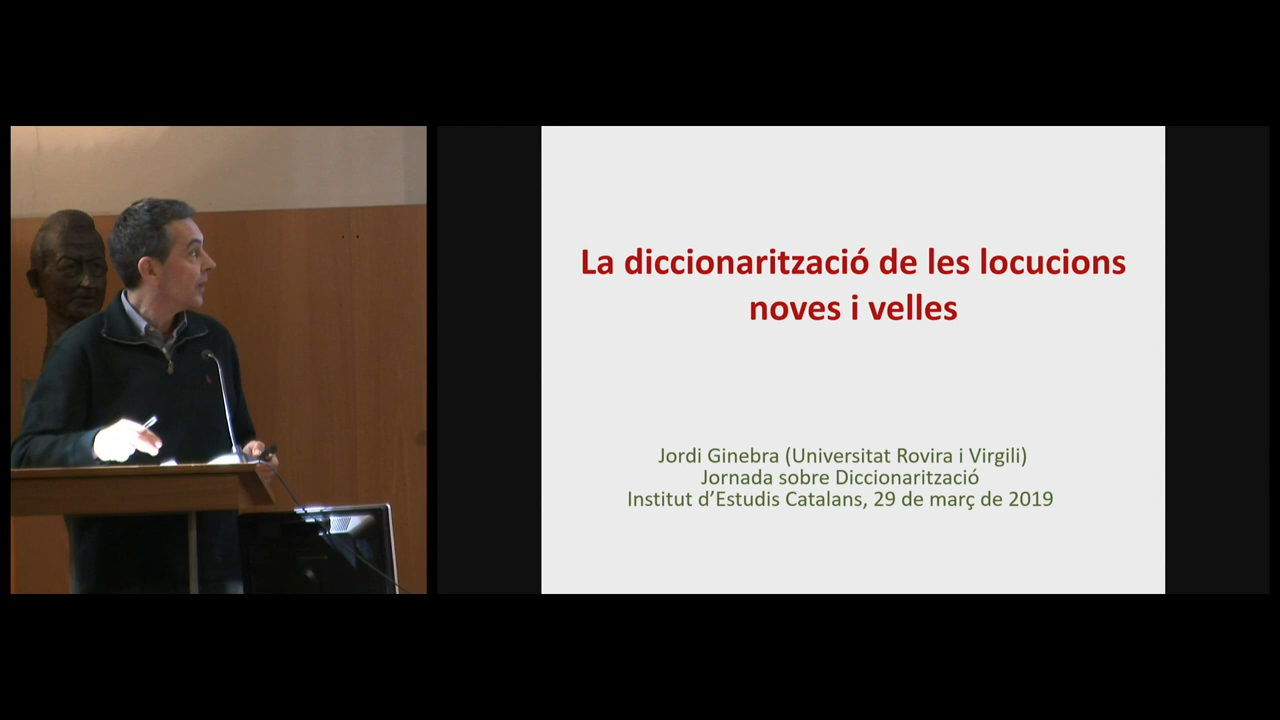 La diccionarització de les locucions
noves i velles
Jordi Ginebra (Universitat Rovira i Virgili)
Jornada sobre Diccionarització
Institut d'Estudis Catalans, 29 de març de 2019